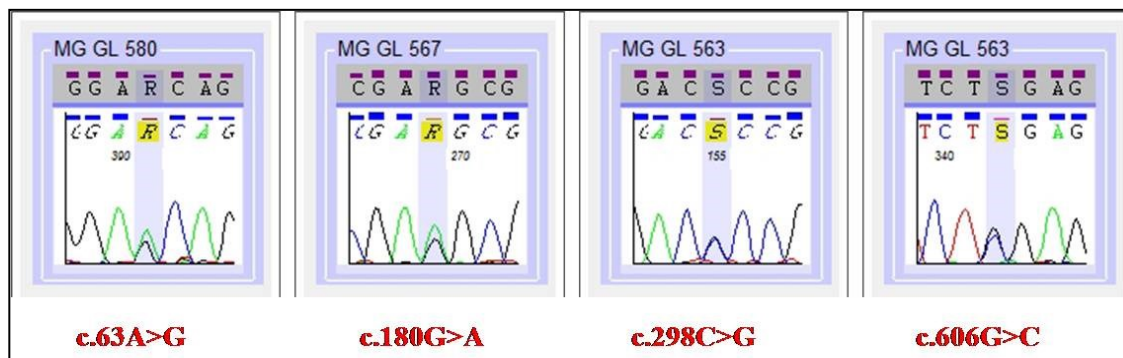 MG GL 580
G G A R C A G
G G A R C A G
390
c.63A>G
MG GL 567
C G A R G C G
C G A R G C G
270
c.180G>A
MG GL 563
G A C S C C G
G A C S C C G
155
c.298C>G
MG GL 563
T C T S G A G
T C T S G A G
340
c.606G>C